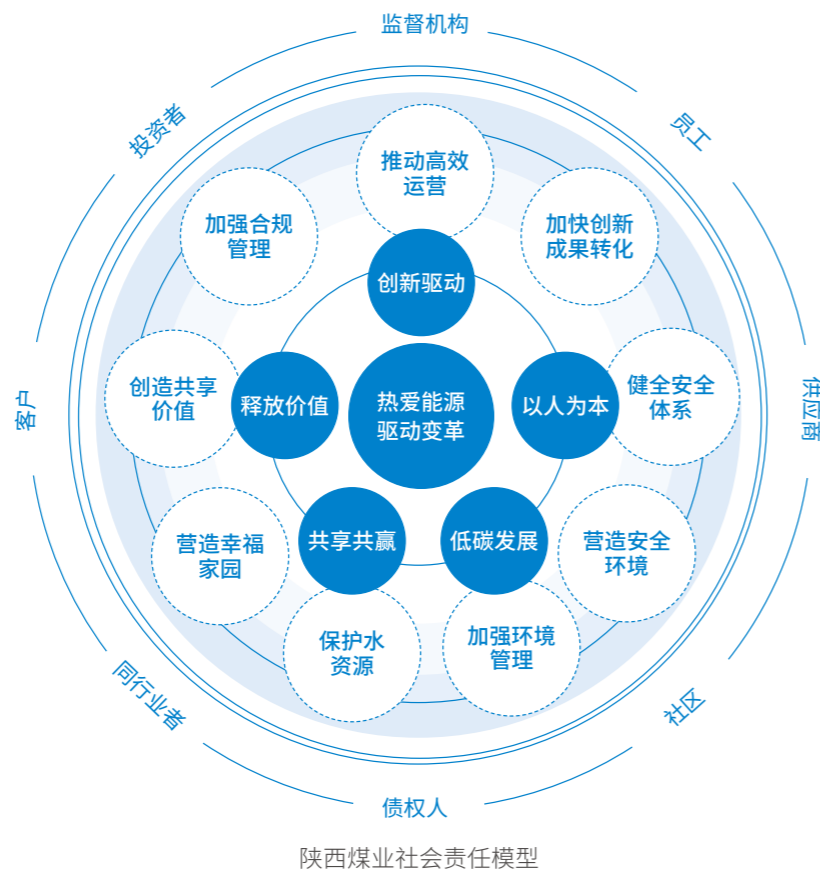 监督机构
投资者
员工
推动高效
运营
加强合规
管理
加快创新
成果转化
创新驱动
创造共享
价值
释放价值
热爱能源
驱动变革
以人为本
健全安全
体系
客户
供应商
营造幸福
家园
共享共赢
低碳发展
营造安全
环境
保护水
资源
加强环境
管理
同行业者
社区
债权人
陕西煤业社会责任模型